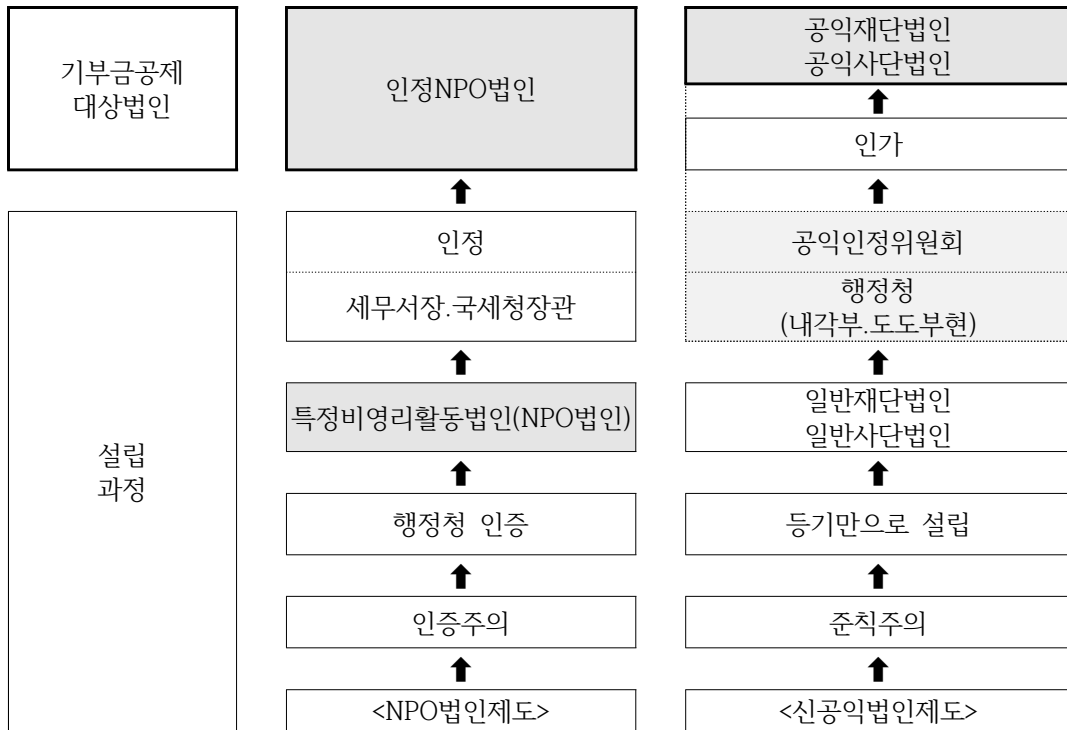 기부금공제
대상법인
인정NPO법인
공익재단법인
공익사단법인
인가
설립
과정
인정
세무서장.국세청장관
특정비영리활동법인(NPO법인)
행정청 인증
인증주의
<NPO법인제도>
공익인정위원회
행정청
(내각부.도도부현)
일반재단법인
일반사단법인
등기만으로 설립
준칙주의
<신공익법인제도>